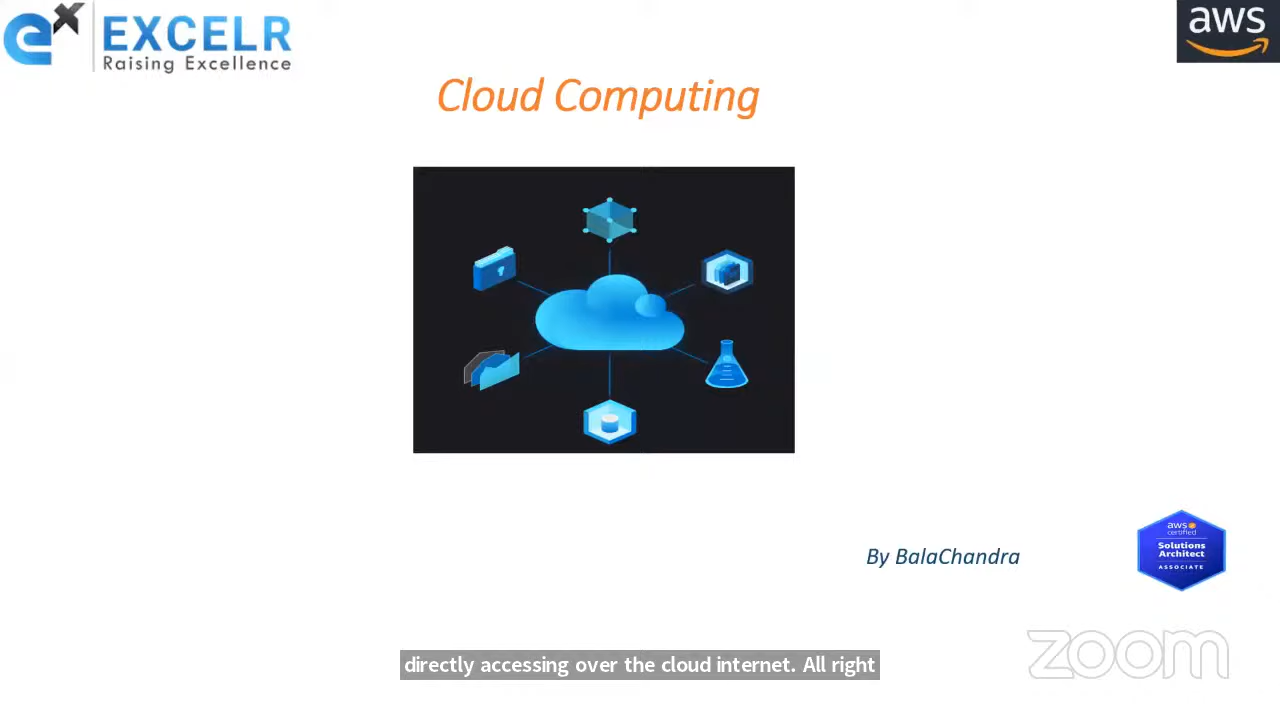 EXCELR
Raising Excellence
aws
Cloud Computing
By BalaChandra
aws
certified
Solutions
Architect
ASSOCIATE
zoom
directly accessing over the cloud internet. All right